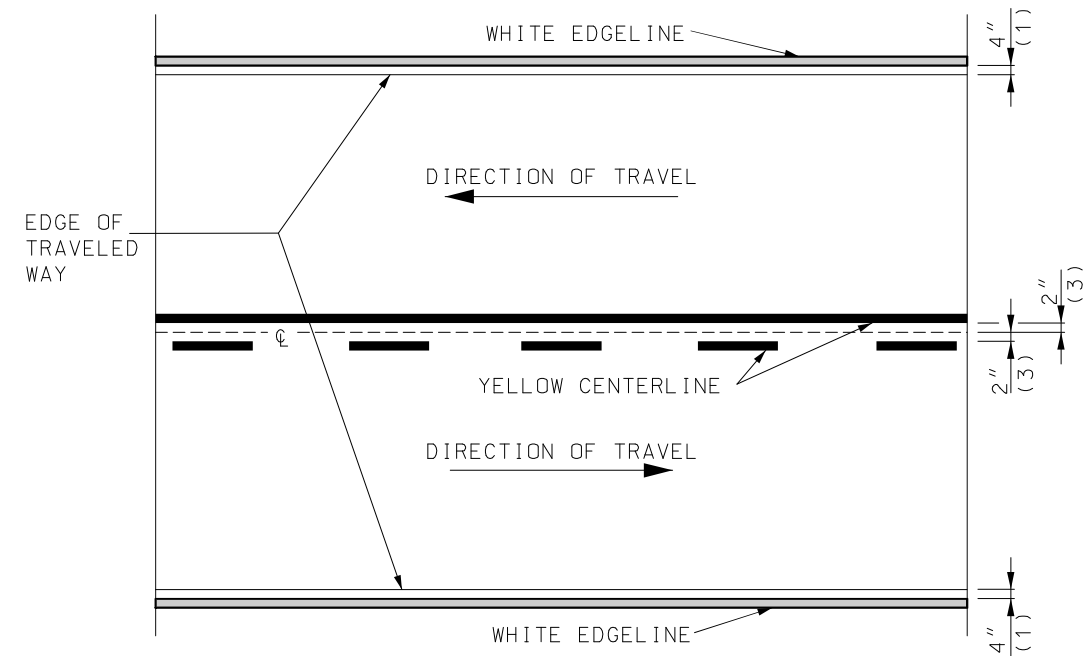 WHITE EDGELINE
4"
(1)
DIRECTION OF TRAVEL
EDGE OF
TRAVELED
WAY
2"
(3)
℄
2"
(3)
YELLOW CENTERLINE
DIRECTION OF TRAVEL
WHITE EDGELINE
4"
(1)